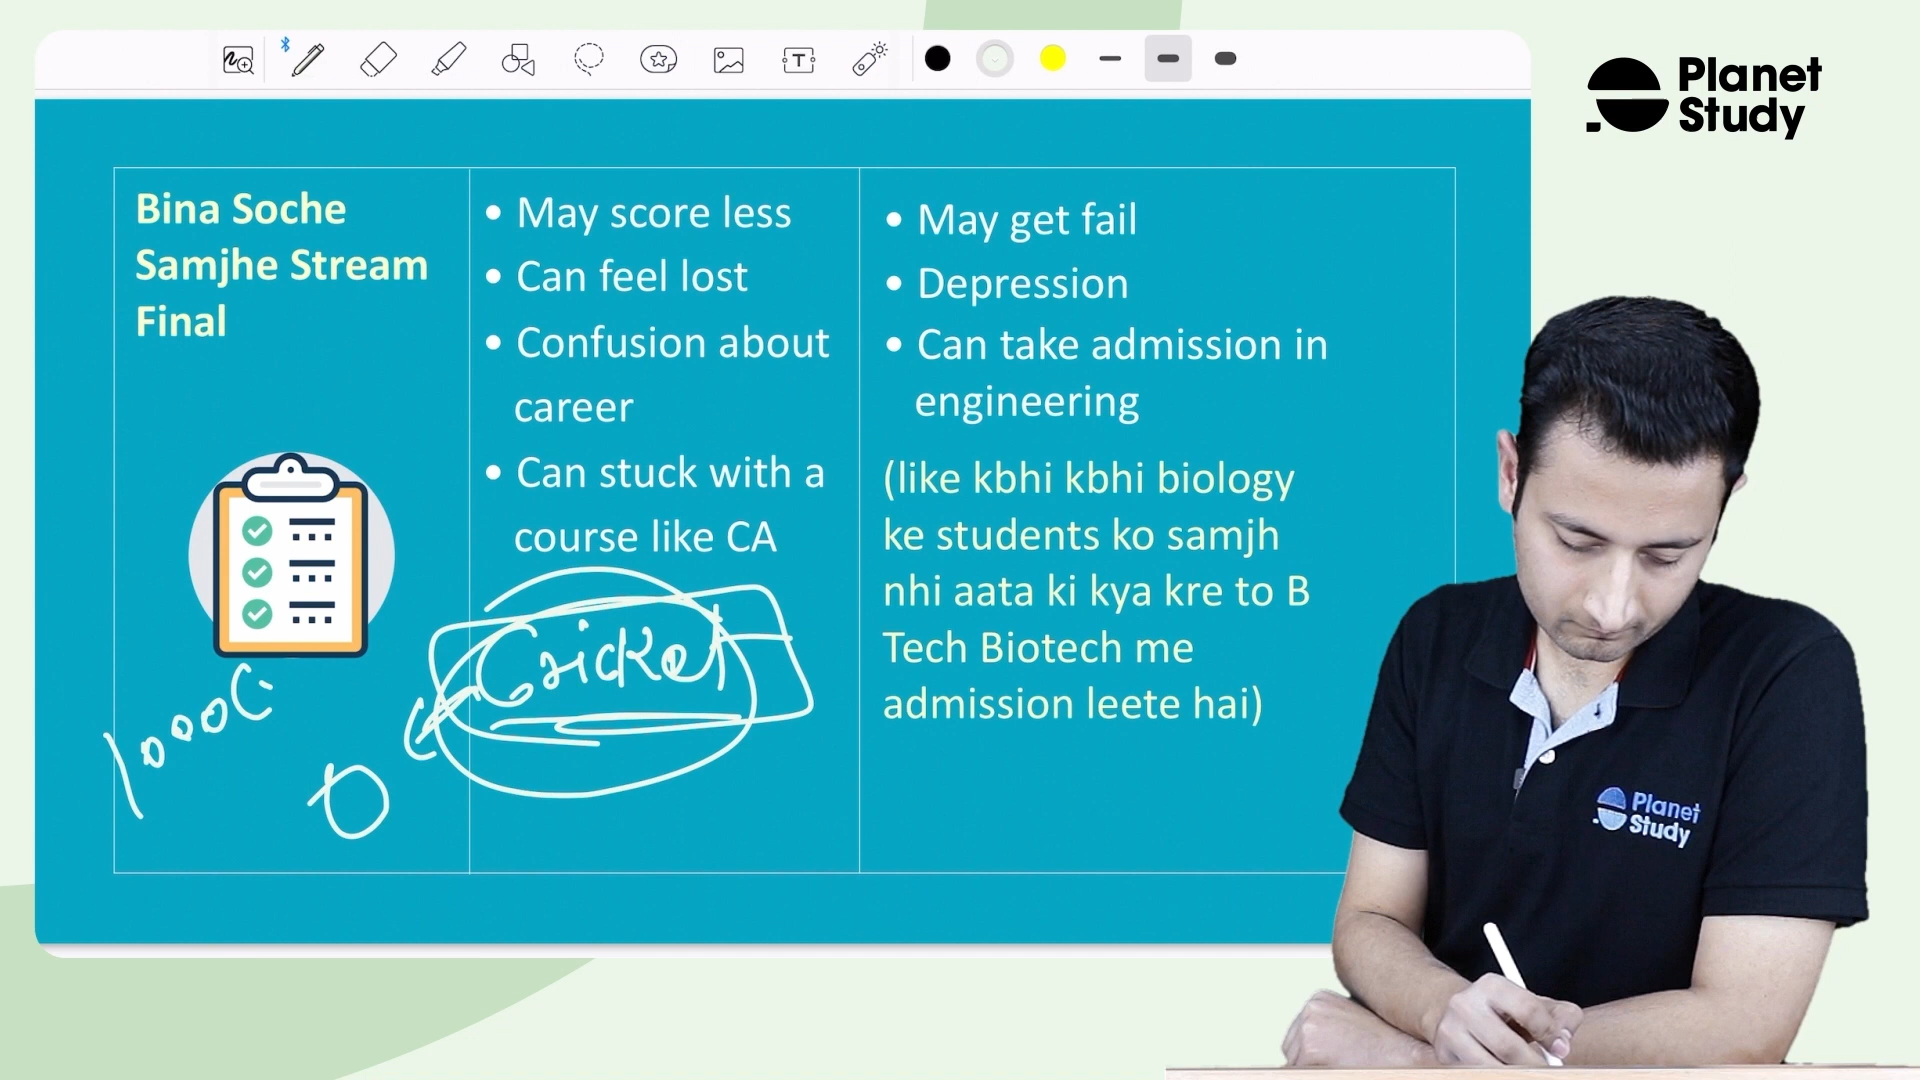 Planet
Study
Bina Soche
Samjhe Stream
Final
• May score less
• Can feel lost
• Confusion about
career
• Can stuck with a
course like CA
Cricket
• May get fail
• Depression
• Can take admission in
engineering
(like kbhi kbhi biology
ke students ko samjh
nhi aata ki kya kre to B
Tech Biotech me
admission leete hai)
Planet
Study